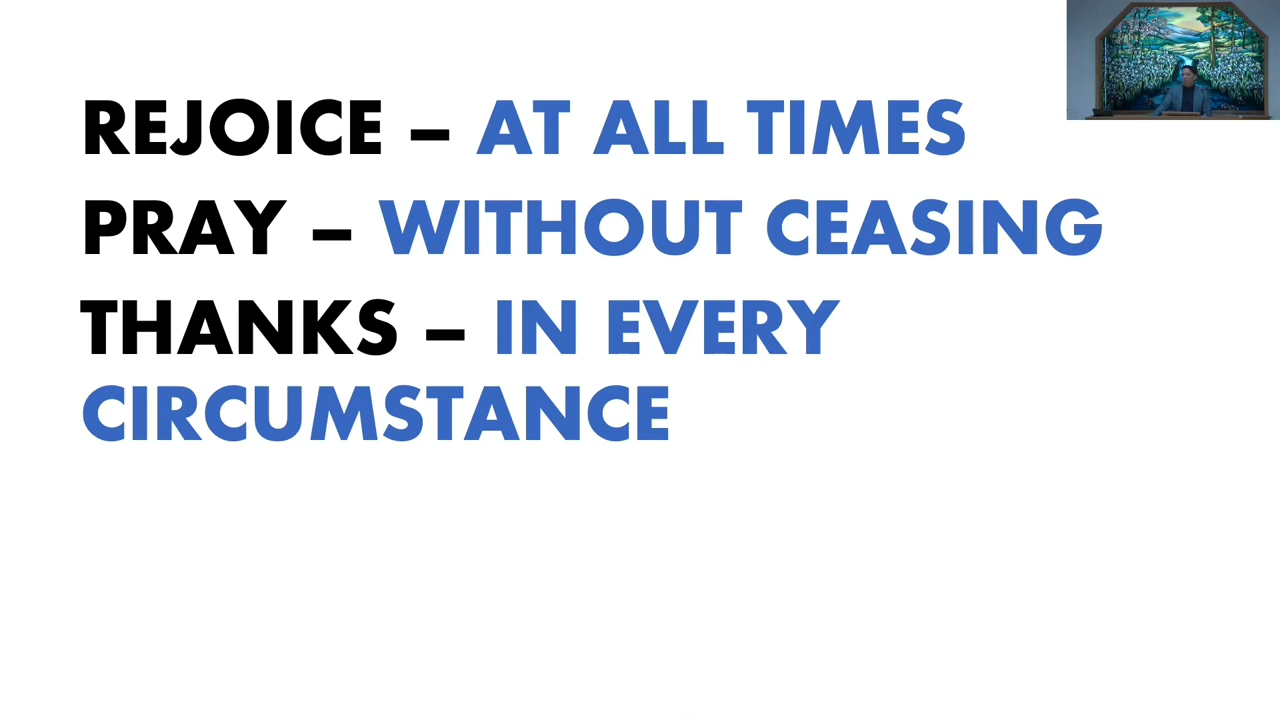 REJOICE – AT ALL TIMES
PRAY – WITHOUT CEASING
THANKS – IN EVERY
CIRCUMSTANCE